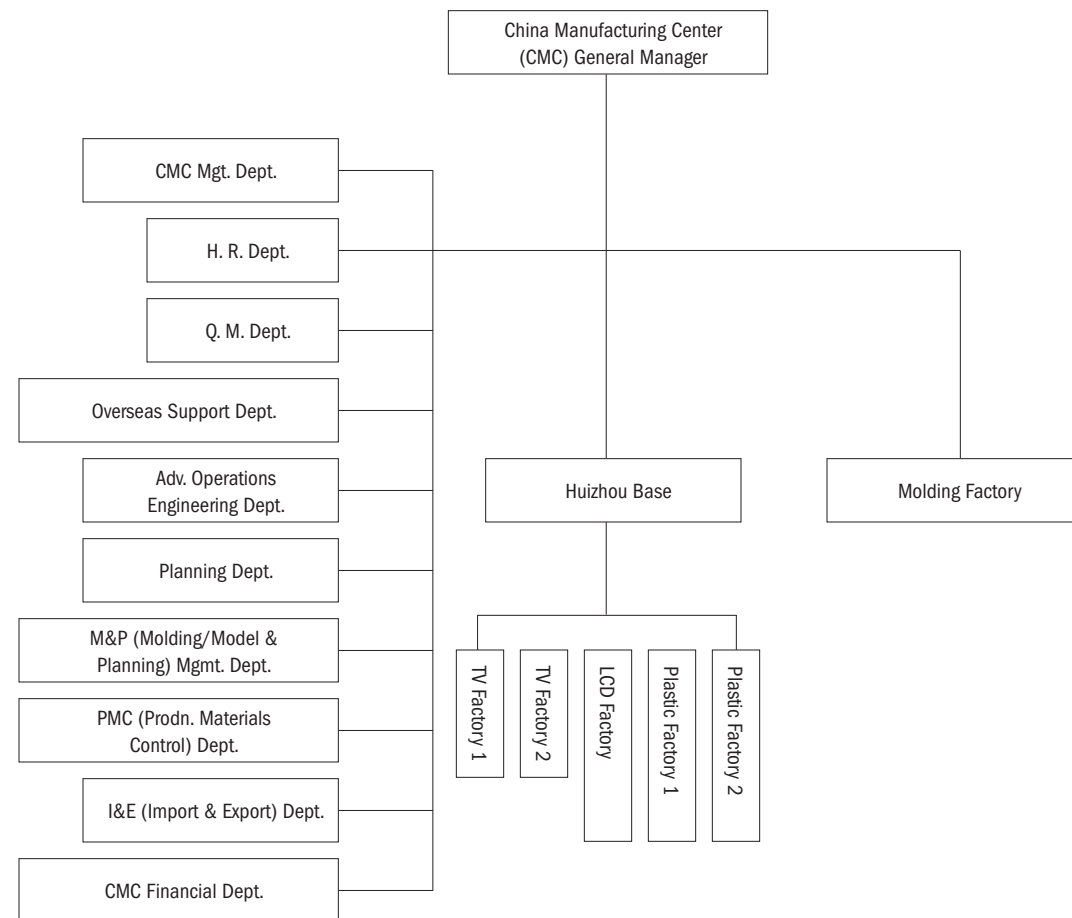 China Manufacturing Center
(CMC) General Manager
CMC Mgt. Dept.
H. R. Dept.
Q. M. Dept.
Overseas Support Dept.
Adv. Operations
Engineering Dept.
Planning Dept.
M&P (Molding/Model &
Planning) Mgmt. Dept.
PMC (Prodn. Materials
Control) Dept.
I&E (Import & Export) Dept.
CMC Financial Dept.
Huizhou Base
Molding Factory
TV Factory 1
TV Factory 2
LCD Factory
Plastic Factory 1
Plastic Factory 2